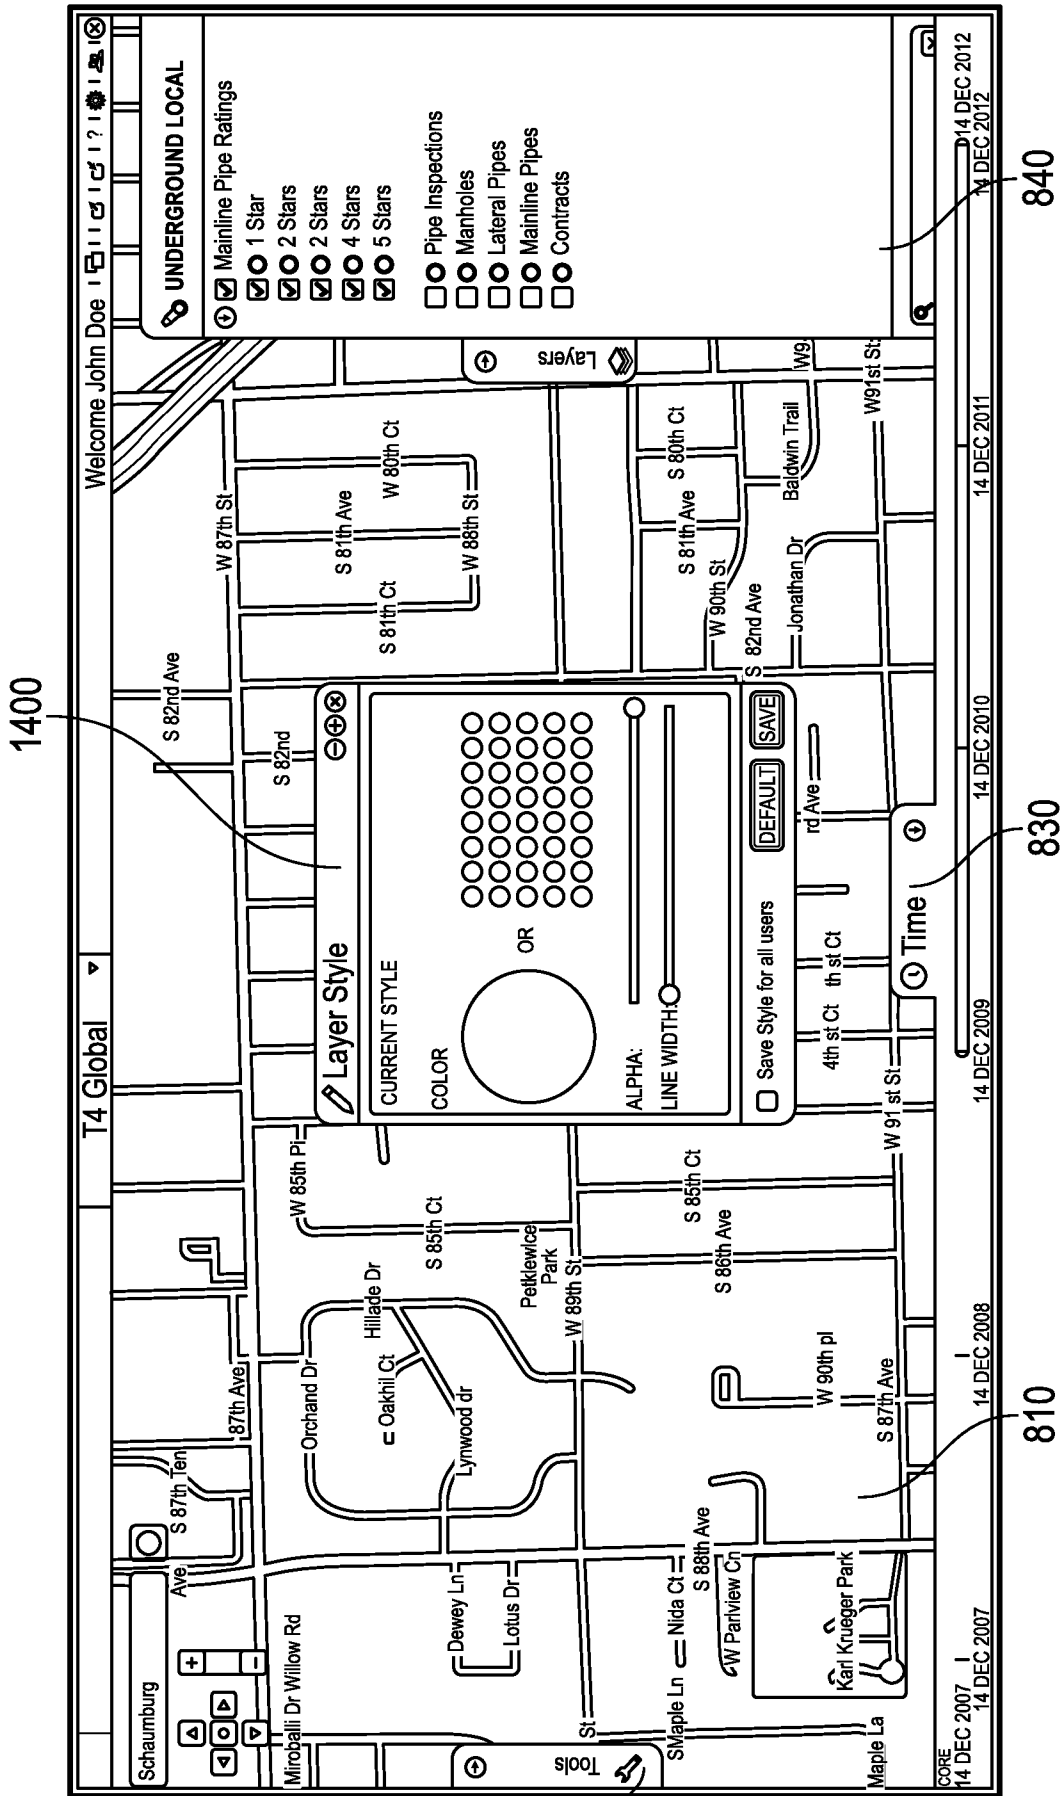 1400
T4 Global
Welcome John Doe
?
Schaumburg
UNDERGROUND LOCAL
Mainline Pipe Ratings
1 Star
2 Stars
2 Stars
4 Stars
5 Stars
Pipe Inspections
Manholes
Lateral Pipes
Mainline Pipes
Contracts
Layers
Tools
Layer Style
CURRENT STYLE
COLOR
OR
ALPHA:
LINE WIDTH:
Save Style for all users
DEFAULT
SAVE
Ave
S 87th Ten
87th Ave
S 82nd Ave
S 82nd
W 87th St
Miroballi Dr Willow Rd
Orchand Dr
W 85th Pi
Hillade Dr
Oakhil Ct
S 81th Ave
S 81th Ct
W 80th Ct
S 85th Ct
Lynwood dr
Dewey Ln
Lotus Dr
W 88th St
Petklewice
Park
W 89th St
St
SMaple Ln
Nida Ct
S 88th Ave
W Parlview Cn
S 85th Ct
S 86th Ave
S 81th Ave
S 80th Ct
W 90th St
S 82nd Ave
Baldwin Trail
Jonathan Dr
W9
W91st St
rd Ave
th st Ct
4th st Ct
W 90th pl
Karl Krueger Park
Maple La
S 87th Ave
W 91 st St
Time
CORE
14 DEC 2007
14 DEC 2007
14 DEC 2008
14 DEC 2009
14 DEC 2010
14 DEC 2011
14 DEC 2012
14 DEC 2012
810
830
840